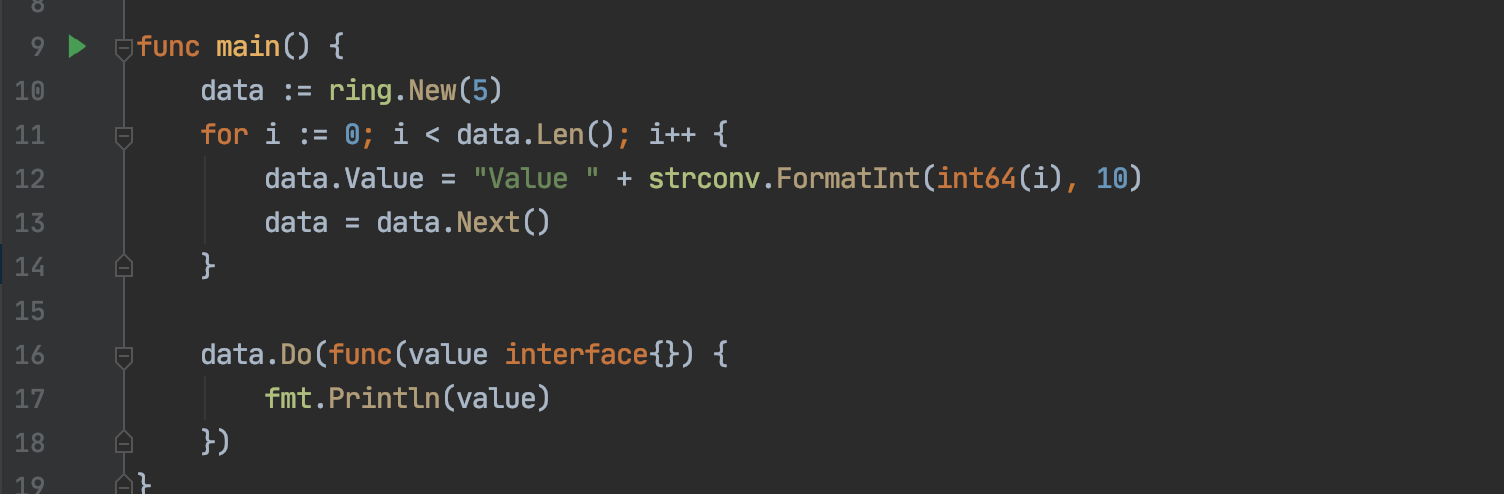 8
9 func main() {
10 data := ring.New(5)
11 for i := 0; i < data.Len(); i++ {
12 data.Value = "Value " + strconv.FormatInt(int64(i), 10)
13 data = data.Next()
14 }
15
16 data.Do(func(value interface{}) {
17 fmt.Println(value)
18 })
19 }